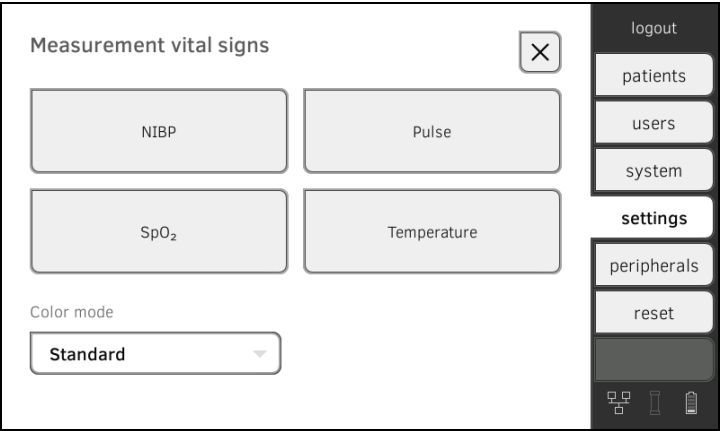 Measurement vital signs
NIBP
Pulse
SpO₂
Temperature
Color mode
Standard
logout
patients
users
system
settings
peripherals
reset